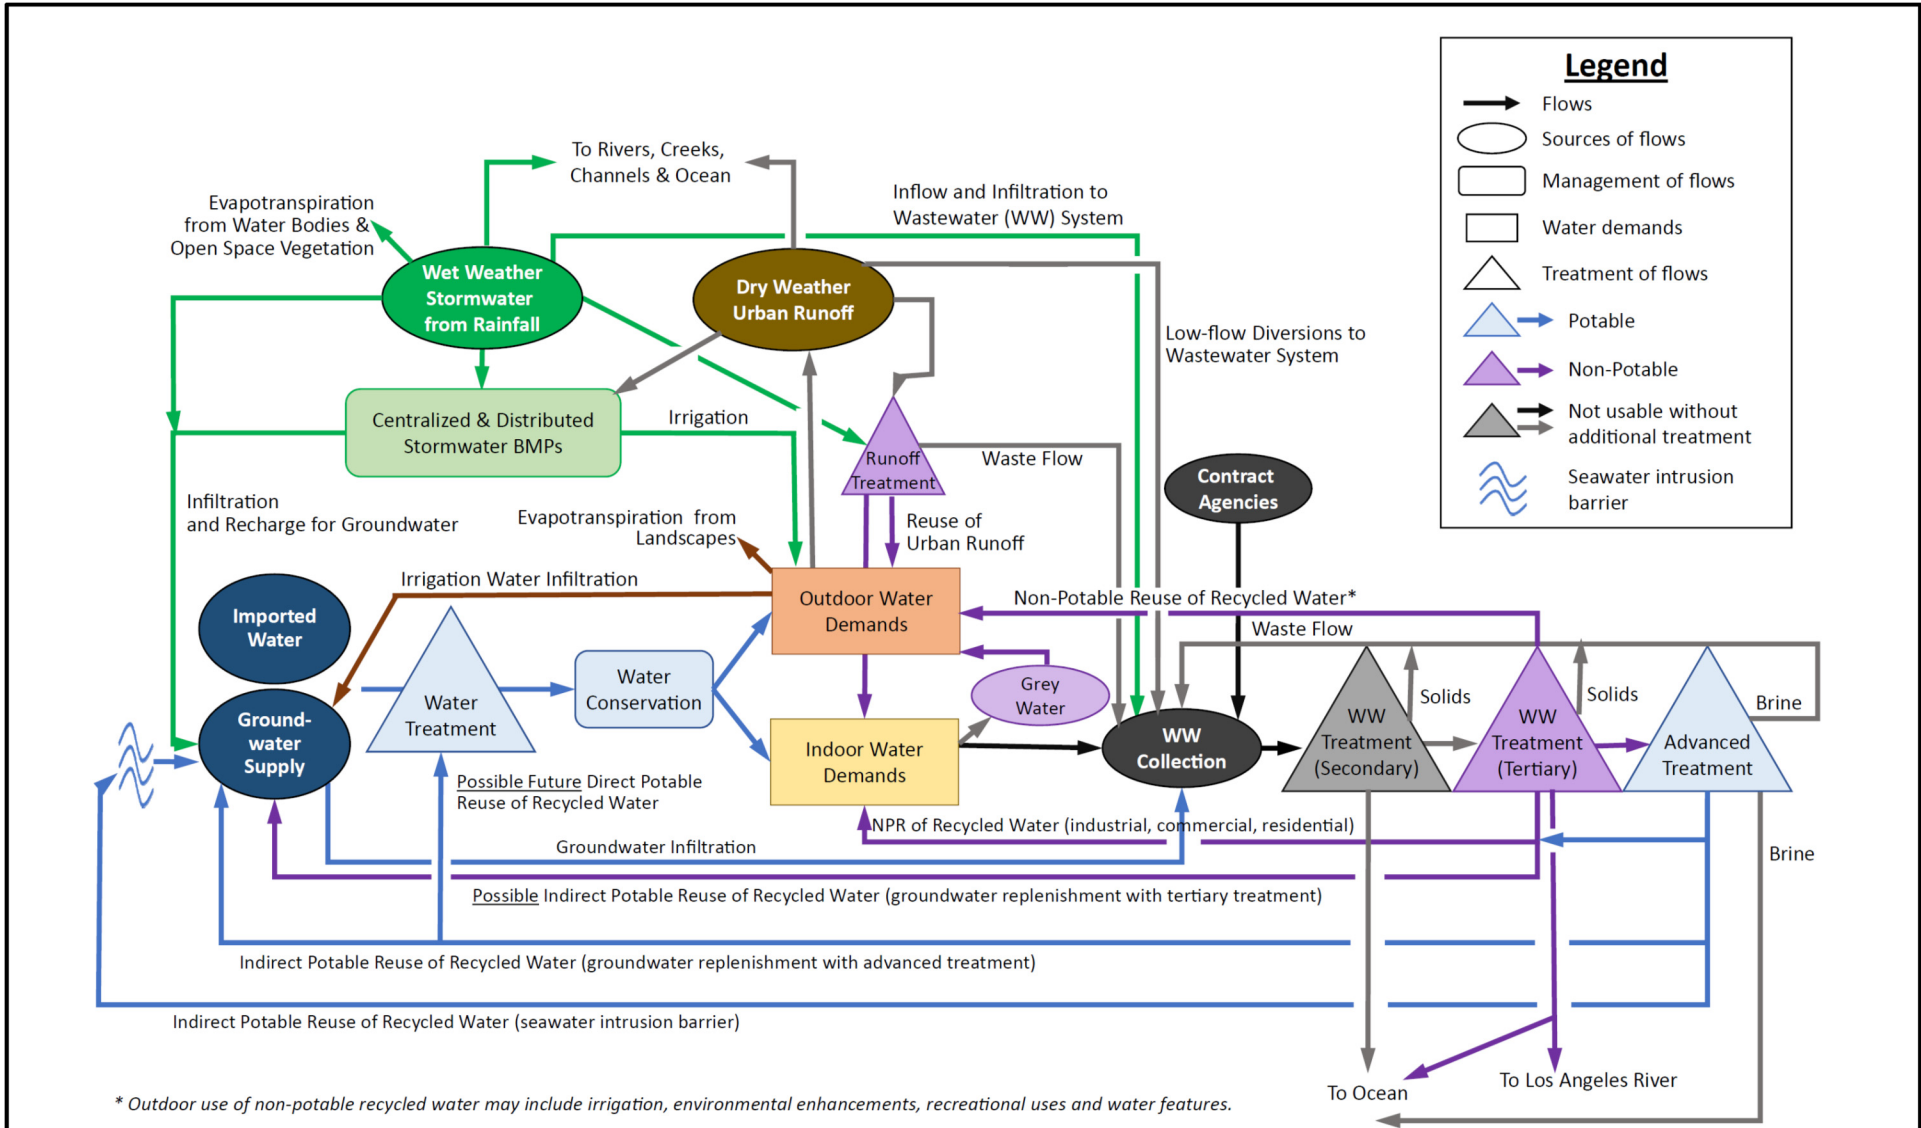 Legend
Flows
Sources of flows
Management of flows
Water demands
Treatment of flows
Potable
Non-Potable
Not usable without
additional treatment
Seawater intrusion
barrier
To Rivers, Creeks,
Channels & Ocean
Evapotranspiration
from Water Bodies &
Open Space Vegetation
Inflow and Infiltration to
Wastewater (WW) System
Wet Weather
Stormwater
from Rainfall
Dry Weather
Urban Runoff
Low-flow Diversions to
Wastewater System
Centralized & Distributed
Stormwater BMPs
Irrigation
Runoff
Treatment
Waste Flow
Contract
Agencies
Infiltration
and Recharge for Groundwater
Evapotranspiration from
Landscapes
Reuse of
Urban Runoff
Irrigation Water Infiltration
Imported
Water
Outdoor Water
Demands
Non-Potable Reuse of Recycled Water*
Waste Flow
Water
Treatment
Water
Conservation
Grey
Water
Solids
Solids
Brine
Ground-
water
Supply
Indoor Water
Demands
WW
Collection
WW
Treatment
(Secondary)
WW
Treatment
(Tertiary)
Advanced
Treatment
Possible Future Direct Potable
Reuse of Recycled Water
NPR of Recycled Water (industrial, commercial, residential)
Groundwater Infiltration
Brine
Possible Indirect Potable Reuse of Recycled Water (groundwater replenishment with tertiary treatment)
Indirect Potable Reuse of Recycled Water (groundwater replenishment with advanced treatment)
Indirect Potable Reuse of Recycled Water (seawater intrusion barrier)
To Ocean
To Los Angeles River
* Outdoor use of non-potable recycled water may include irrigation, environmental enhancements, recreational uses and water features.